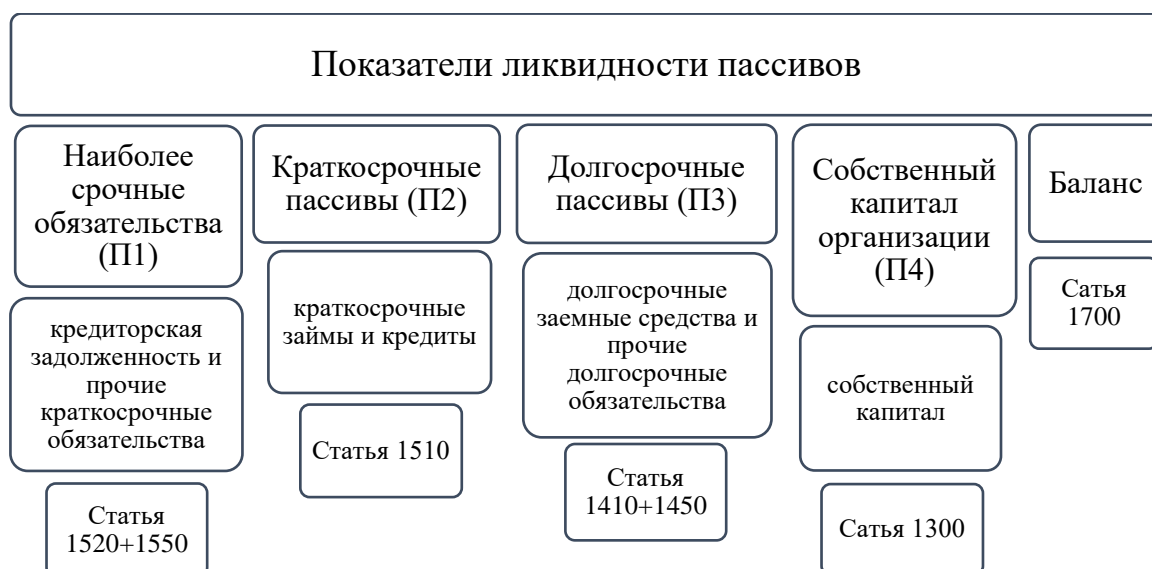 Показатели ликвидности пассивов
Наиболее
срочные
обязательства
(П1)
кредиторская
задолженность и
прочие
краткосрочные
обязательства
Статья
1520+1550
Краткосрочные
пассивы (П2)
краткосрочные
займы и кредиты
Статья 1510
Долгосрочные
пассивы (П3)
долгосрочные
заемные средства и
прочие
долгосрочные
обязательства
Статья
1410+1450
Собственный
капитал
организации
(П4)
собственный
капитал
Сатья 1300
Баланс
Сатья
1700